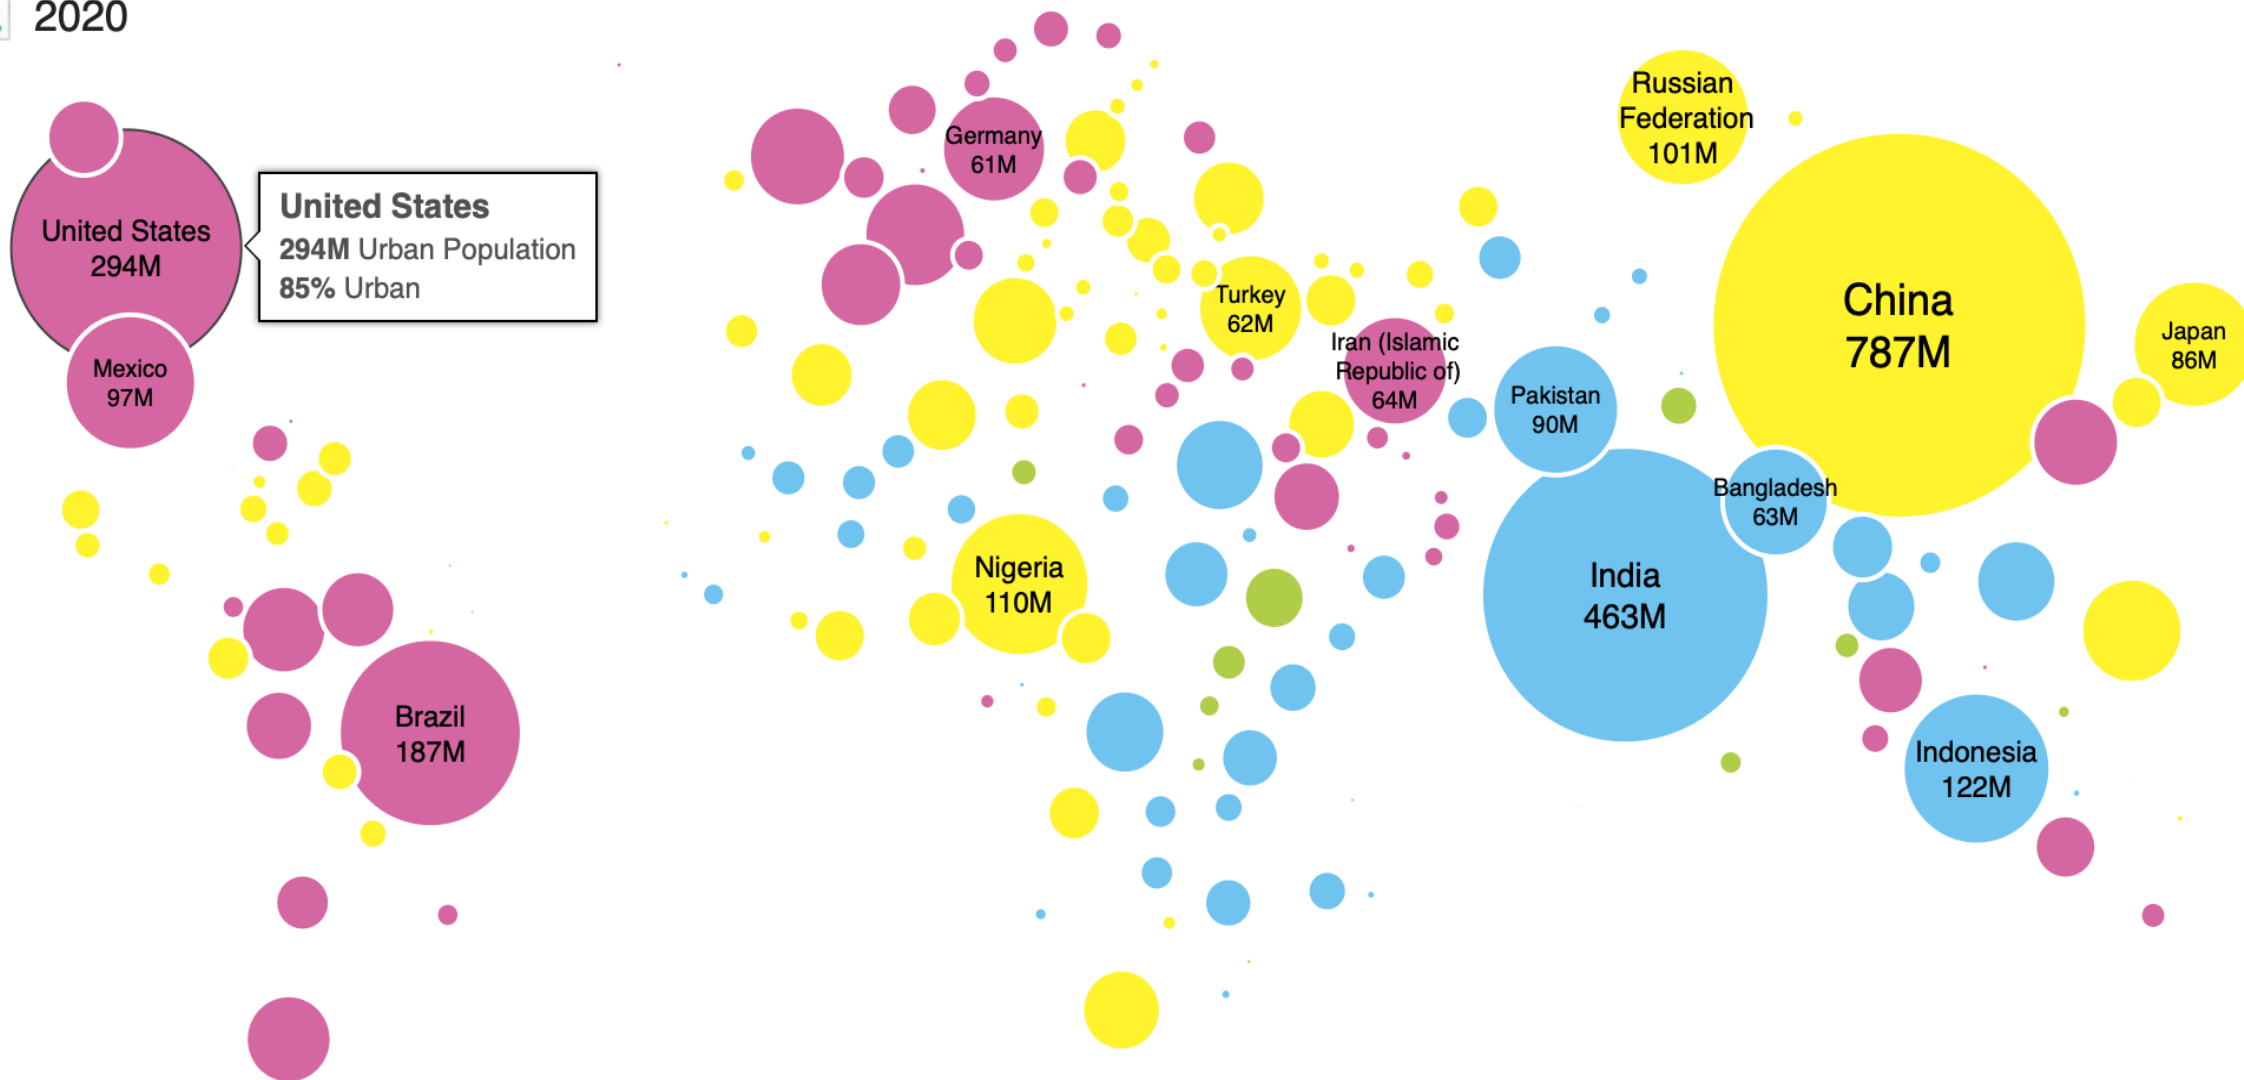 2020
United States
294M
Mexico
97M
United States
294M Urban Population
85% Urban
Brazil
187M
Germany
61M
Turkey
62M
Iran (Islamic
Republic of)
64M
Nigeria
110M
Russian
Federation
101M
China
787M
Japan
86M
Pakistan
90M
Bangladesh
63M
India
463M
Indonesia
122M